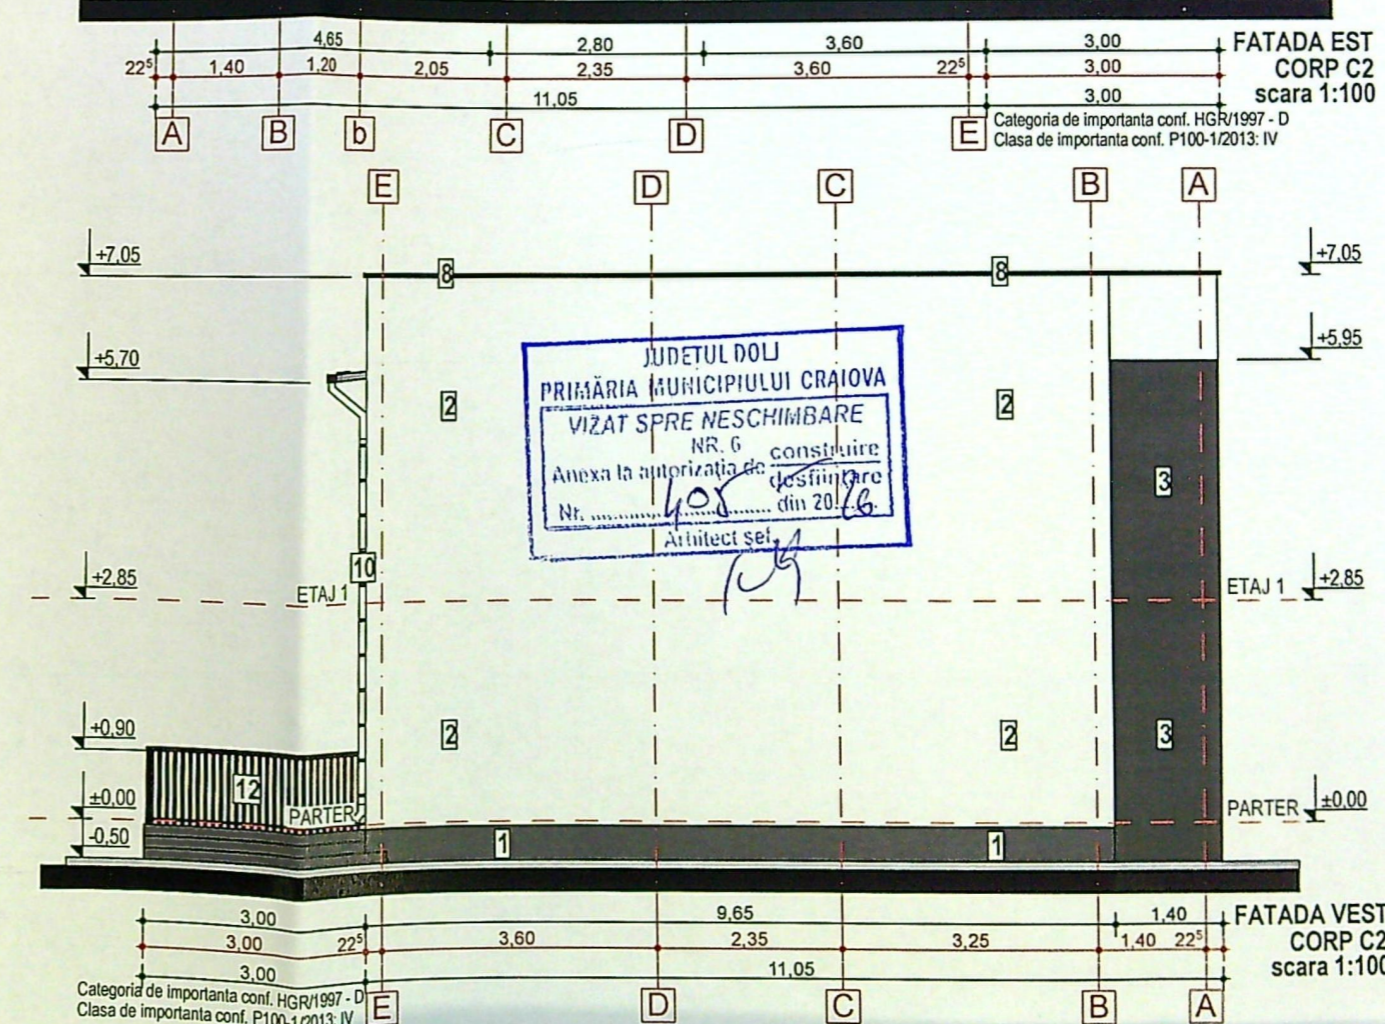 4,65 2,80 3,60 3,00
22⁵ 1,40 1,20 2,05 2,35 3,60 22⁵ 3,00
11,05 3,00
FATADA EST
CORP C2
scara 1:100
A B b C D E
Categoria de importanta conf. HGR/1997 - D
Clasa de importanta conf. P100-1/2013: IV
E D C B A
+7,05 8 8 +7,05
+5,70 +5,95
2 2
JUDEȚUL DOLJ
PRIMĂRIA MUNICIPIULUI CRAIOVA
VIZAT SPRE NESCHIMBARE
NR. 6
Anexa la autorizația de construire
desființare
Nr. ............ ............ din 20
Arhitect șef,
3
10
+2,85 ETAJ 1 ETAJ 1 +2,85
+0,90 2 2 3
12
±0,00 PARTER PARTER ±0,00
-0,50 1 1
3,00 9,65 1,40
3,00 22⁵ 3,60 2,35 3,25 1,40 22⁵
3,00 11,05
FATADA VEST
CORP C2
scara 1:100
Categoria de importanta conf. HGR/1997 - D
Clasa de importanta conf. P100-1/2013: IV
E D C B A